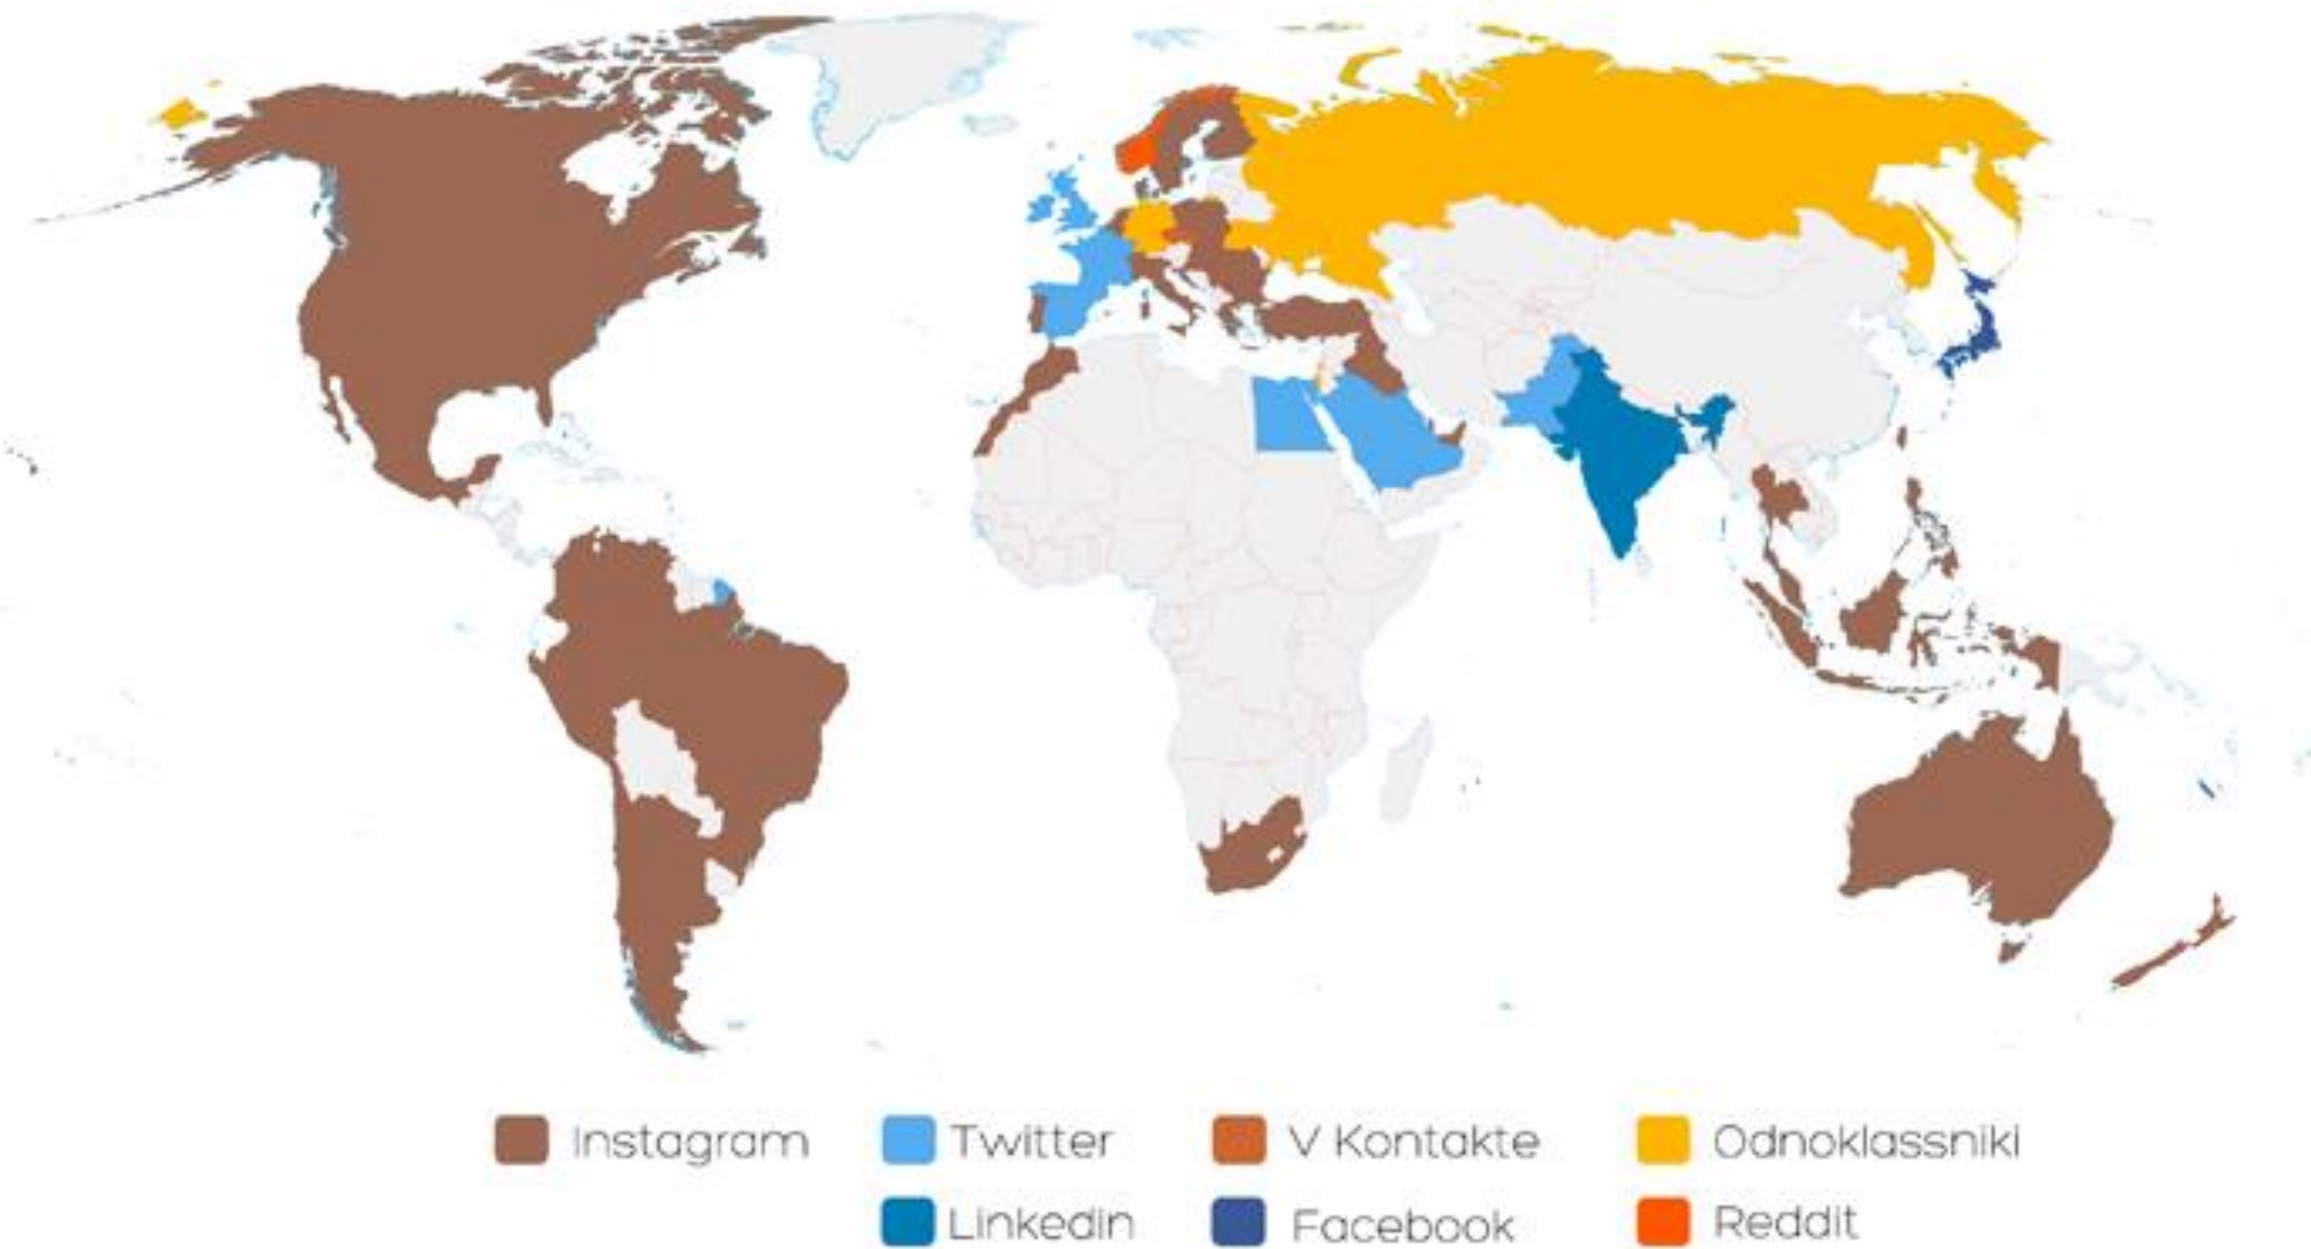 Instagram
Twitter
V Kontakte
Odnoklassniki
Linkedin
Facebook
Reddit